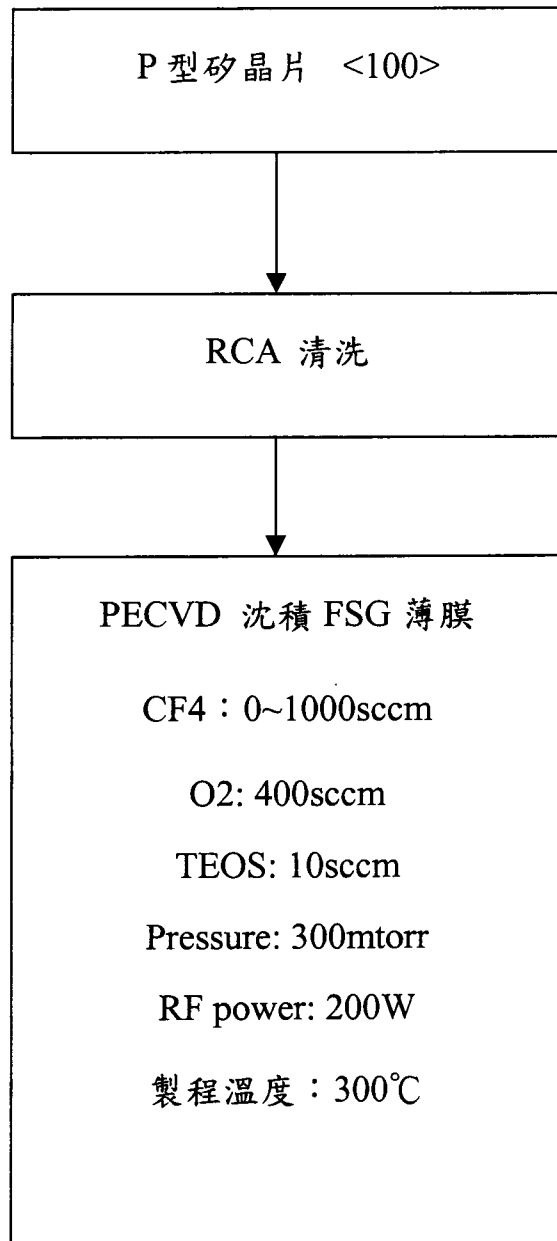 P 型矽晶片 <100>
RCA 清洗
PECVD 沈積 FSG 薄膜
CF4：0~1000sccm
O2: 400sccm
TEOS: 10sccm
Pressure: 300mtorr
RF power: 200W
製程溫度：300℃